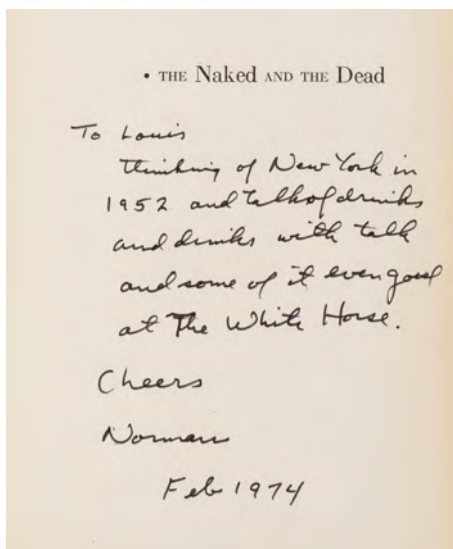 • THE Naked AND THE Dead
To Louis
thinking of New York in
1952 and talk of drinks
and drinks with talk
and some of it even good
at The White Horse.
Cheers
Norman
Feb 1974